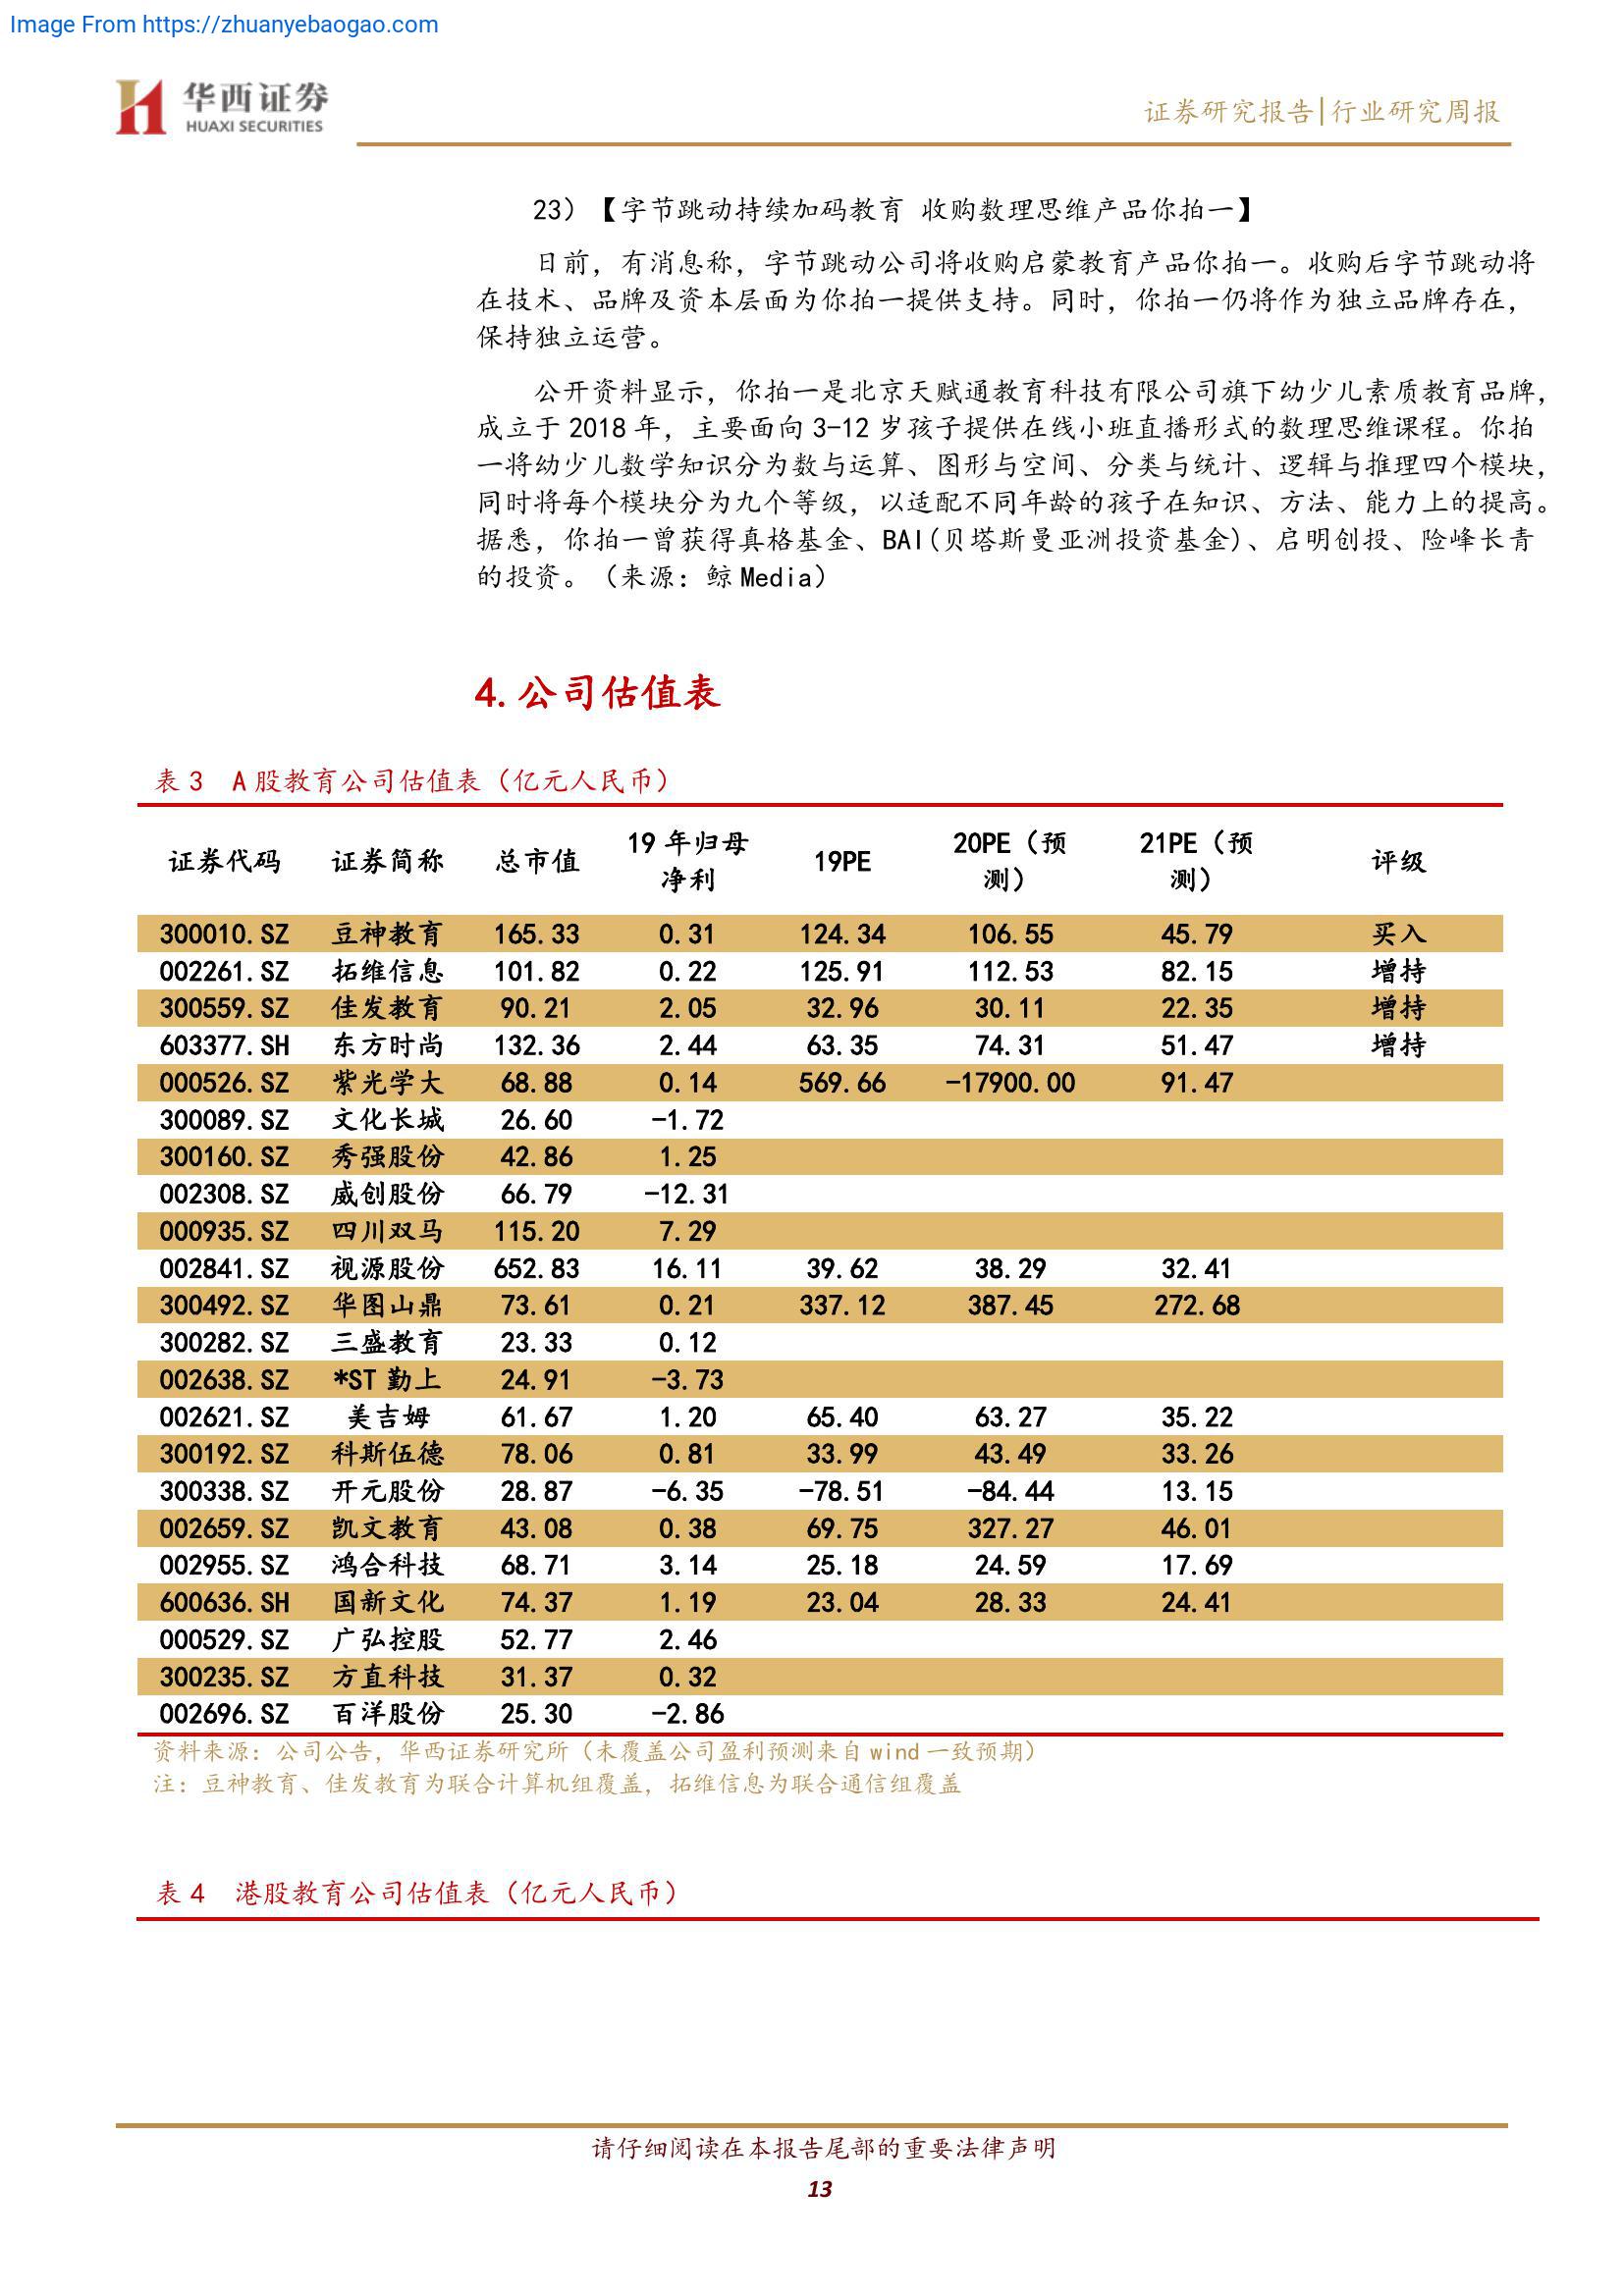 Image From https://zhuanyebaogao.com
华西证券
HUAXI SECURITIES
证券研究报告|行业研究周报
23）【字节跳动持续加码教育 收购数理思维产品你拍一】
日前，有消息称，字节跳动公司将收购启蒙教育产品你拍一。收购后字节跳动将
在技术、品牌及资本层面为你拍一提供支持。同时，你拍一仍将作为独立品牌存在，
保持独立运营。
公开资料显示，你拍一是北京天赋通教育科技有限公司旗下幼少儿素质教育品牌，
成立于 2018 年，主要面向 3-12 岁孩子提供在线小班直播形式的数理思维课程。你拍
一将幼少儿数学知识分为数与运算、图形与空间、分类与统计、逻辑与推理四个模块，
同时将每个模块分为九个等级，以适配不同年龄的孩子在知识、方法、能力上的提高。
据悉，你拍一曾获得真格基金、BAI(贝塔斯曼亚洲投资基金)、启明创投、险峰长青
的投资。（来源：鲸 Media）
4.公司估值表
表 3 A 股教育公司估值表（亿元人民币）
证券代码 证券简称 总市值 19 年归母净利 19PE 20PE（预测） 21PE（预测） 评级
300010.SZ 豆神教育 165.33 0.31 124.34 106.55 45.79 买入
002261.SZ 拓维信息 101.82 0.22 125.91 112.53 82.15 增持
300559.SZ 佳发教育 90.21 2.05 32.96 30.11 22.35 增持
603377.SH 东方时尚 132.36 2.44 63.35 74.31 51.47 增持
000526.SZ 紫光学大 68.88 0.14 569.66 -17900.00 91.47
300089.SZ 文化长城 26.60 -1.72
300160.SZ 秀强股份 42.86 1.25
002308.SZ 威创股份 66.79 -12.31
000935.SZ 四川双马 115.20 7.29
002841.SZ 视源股份 652.83 16.11 39.62 38.29 32.41
300492.SZ 华图山鼎 73.61 0.21 337.12 387.45 272.68
300282.SZ 三盛教育 23.33 0.12
002638.SZ *ST 勤上 24.91 -3.73
002621.SZ 美吉姆 61.67 1.20 65.40 63.27 35.22
300192.SZ 科斯伍德 78.06 0.81 33.99 43.49 33.26
300338.SZ 开元股份 28.87 -6.35 -78.51 -84.44 13.15
002659.SZ 凯文教育 43.08 0.38 69.75 327.27 46.01
002955.SZ 鸿合科技 68.71 3.14 25.18 24.59 17.69
600636.SH 国新文化 74.37 1.19 23.04 28.33 24.41
000529.SZ 广弘控股 52.77 2.46
300235.SZ 方直科技 31.37 0.32
002696.SZ 百洋股份 25.30 -2.86
资料来源：公司公告，华西证券研究所（未覆盖公司盈利预测来自 wind 一致预期）
注：豆神教育、佳发教育为联合计算机组覆盖，拓维信息为联合通信组覆盖
表 4 港股教育公司估值表（亿元人民币）
请仔细阅读在本报告尾部的重要法律声明
13